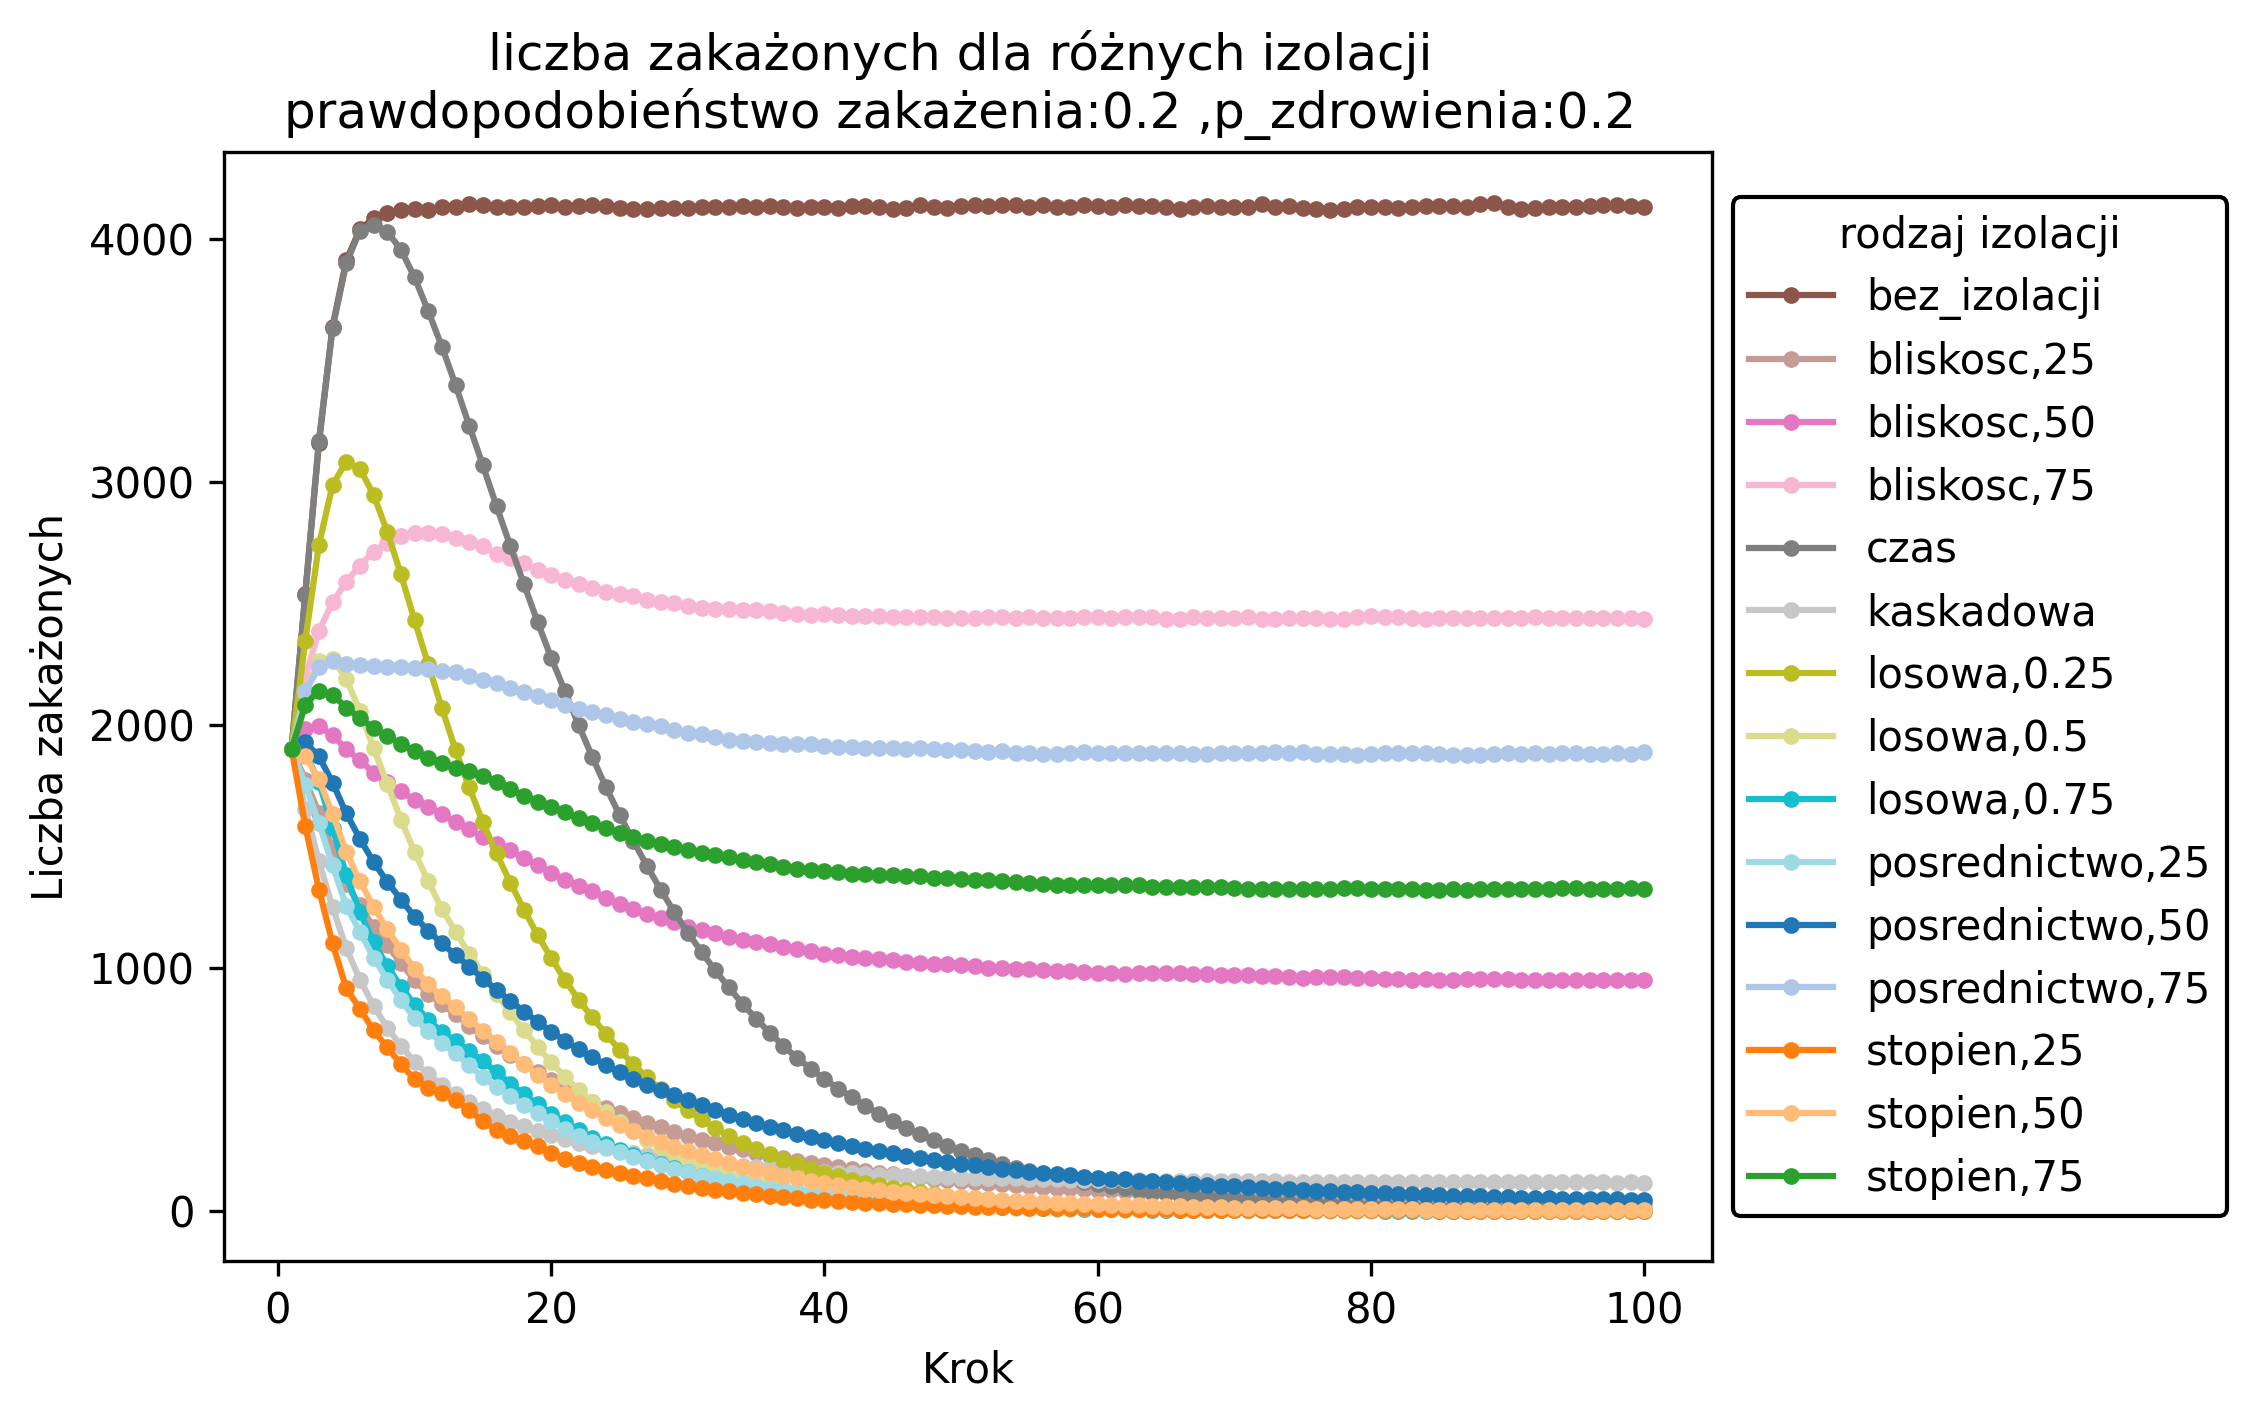 liczba zakażonych dla różnych izolacji
prawdopodobieństwo zakażenia:0.2 ,p_zdrowienia:0.2
Liczba zakażonych
4000
3000
2000
1000
0
0 20 40 60 80 100
Krok
rodzaj izolacji
bez_izolacji
bliskosc,25
bliskosc,50
bliskosc,75
czas
kaskadowa
losowa,0.25
losowa,0.5
losowa,0.75
posrednictwo,25
posrednictwo,50
posrednictwo,75
stopien,25
stopien,50
stopien,75